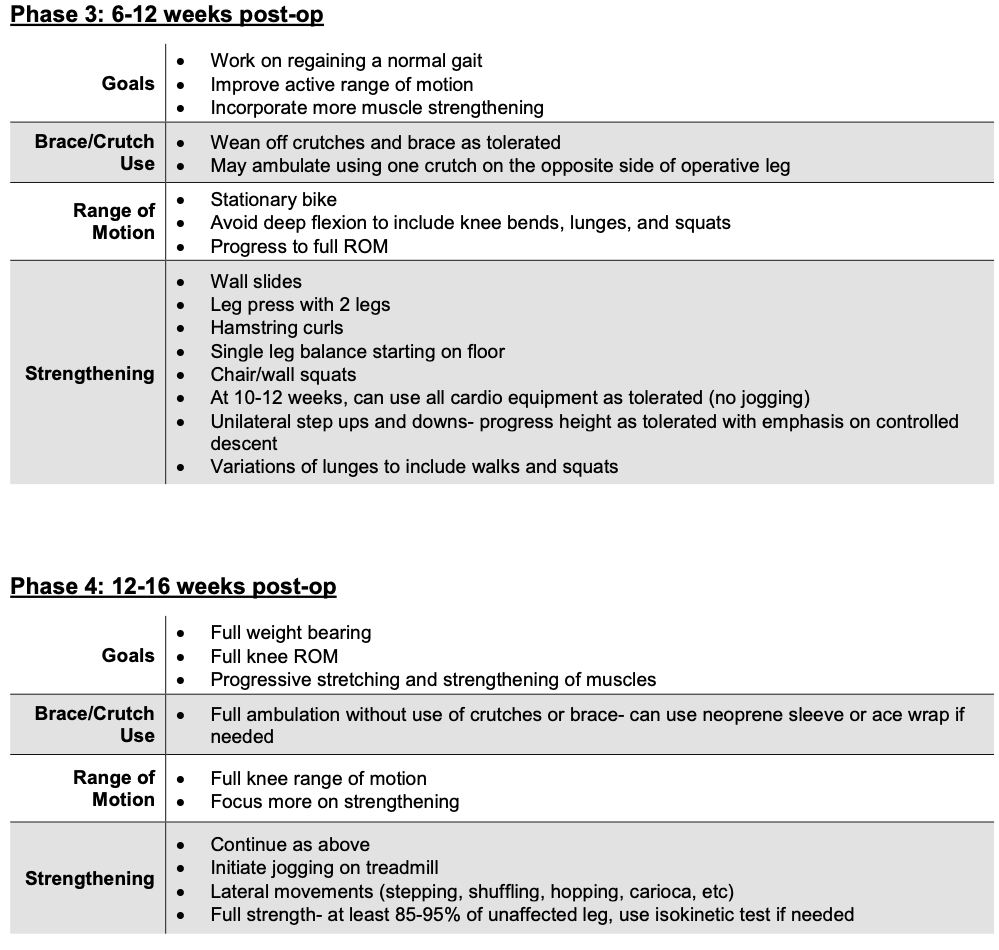 Phase 3: 6-12 weeks post-op
Goals
• Work on regaining a normal gait
• Improve active range of motion
• Incorporate more muscle strengthening
Brace/Crutch
Use
• Wean off crutches and brace as tolerated
• May ambulate using one crutch on the opposite side of operative leg
Range of
Motion
• Stationary bike
• Avoid deep flexion to include knee bends, lunges, and squats
• Progress to full ROM
Strengthening
• Wall slides
• Leg press with 2 legs
• Hamstring curls
• Single leg balance starting on floor
• Chair/wall squats
• At 10-12 weeks, can use all cardio equipment as tolerated (no jogging)
• Unilateral step ups and downs- progress height as tolerated with emphasis on controlled
descent
• Variations of lunges to include walks and squats
Phase 4: 12-16 weeks post-op
Goals
• Full weight bearing
• Full knee ROM
• Progressive stretching and strengthening of muscles
Brace/Crutch
Use
• Full ambulation without use of crutches or brace- can use neoprene sleeve or ace wrap if
needed
Range of
Motion
• Full knee range of motion
• Focus more on strengthening
Strengthening
• Continue as above
• Initiate jogging on treadmill
• Lateral movements (stepping, shuffling, hopping, carioca, etc)
• Full strength- at least 85-95% of unaffected leg, use isokinetic test if needed